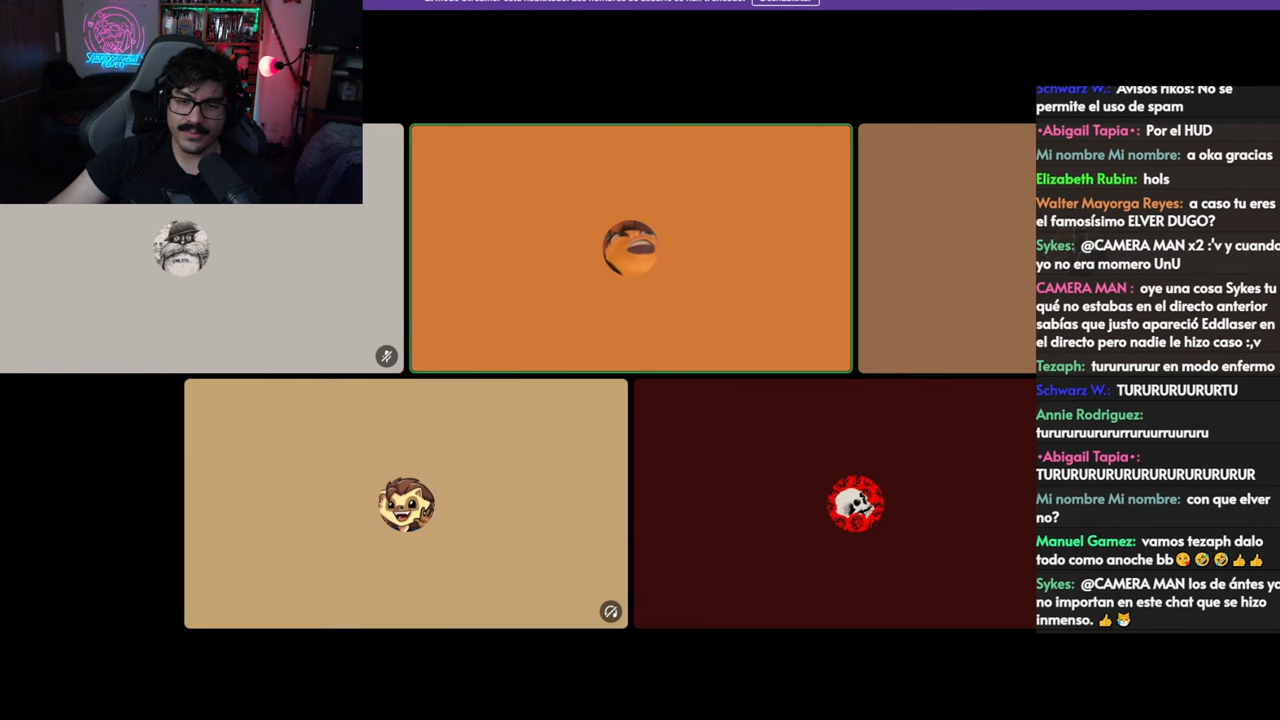 Schwarz W.: Avisos rikos: No se
permite el uso de spam
•Abigail Tapia•: Por el HUD
Mi nombre Mi nombre: a oka gracias
Elizabeth Rubin: hols
Walter Mayorga Reyes: a caso tu eres
el famosísimo ELVER DUGO?
Sykes: @CAMERA MAN x2 :'v y cuando
yo no era momero UnU
CAMERA MAN : oye una cosa Sykes tu
qué no estabas en el directo anterior
sabías que justo apareció Eddlaser en
el directo pero nadie le hizo caso :,v
Tezaph: turururur​ur en modo enfermo
Schwarz W.: TURURURUURURTU
Annie Rodriguez:
turururuurururruruurruururu
•Abigail Tapia•:
TURURURURURURURURURURUR
Mi nombre Mi nombre: con que elver
no?
Manuel Gamez: vamos tezaph dalo
todo como anoche bb😘🤣🤣👍👍
Sykes: @CAMERA MAN los de ántes ya
no importan en este chat que se hizo
inmenso. 👍😹